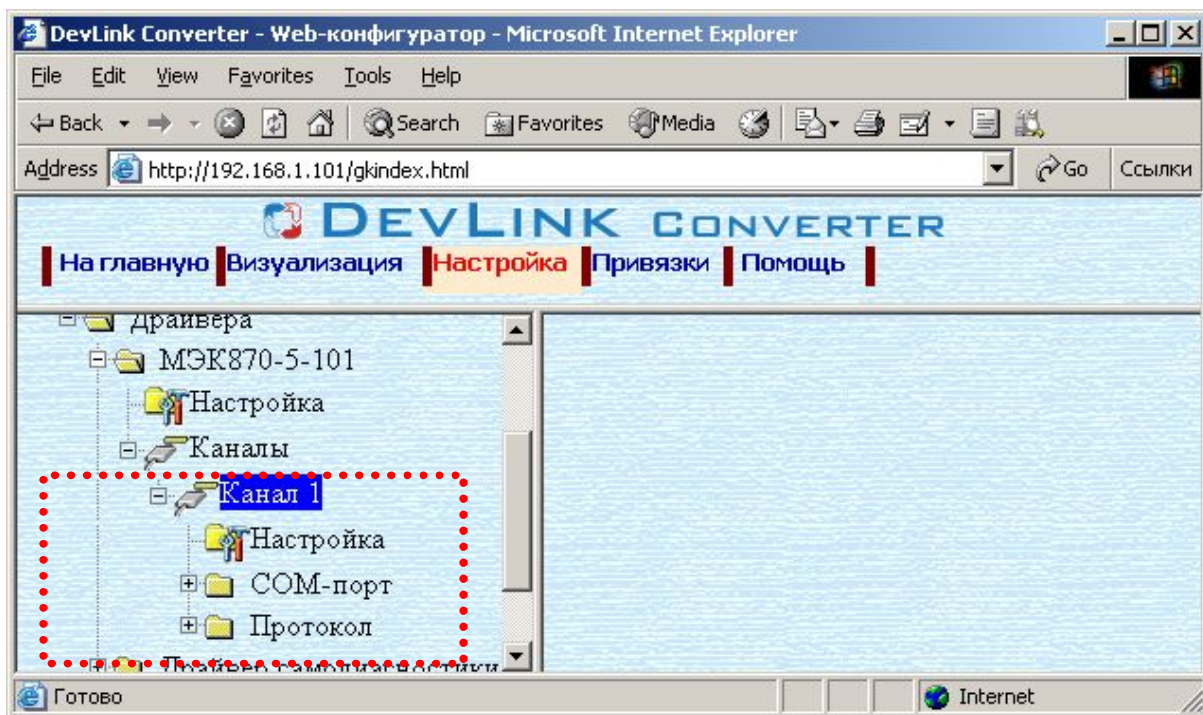 DevLink Converter - Web-конфигуратор - Microsoft Internet Explorer
File Edit View Favorites Tools Help
Back Search Favorites Media
Address http://192.168.1.101/gkindex.html Go Ссылки
DEVLINK CONVERTER
На главную Визуализация Настройка Привязки Помощь
Драйвера
МЭК870-5-101
Настройка
Каналы
Канал 1
Настройка
COM-порт
Протокол
Драйвер самодиагностики
Готово Internet